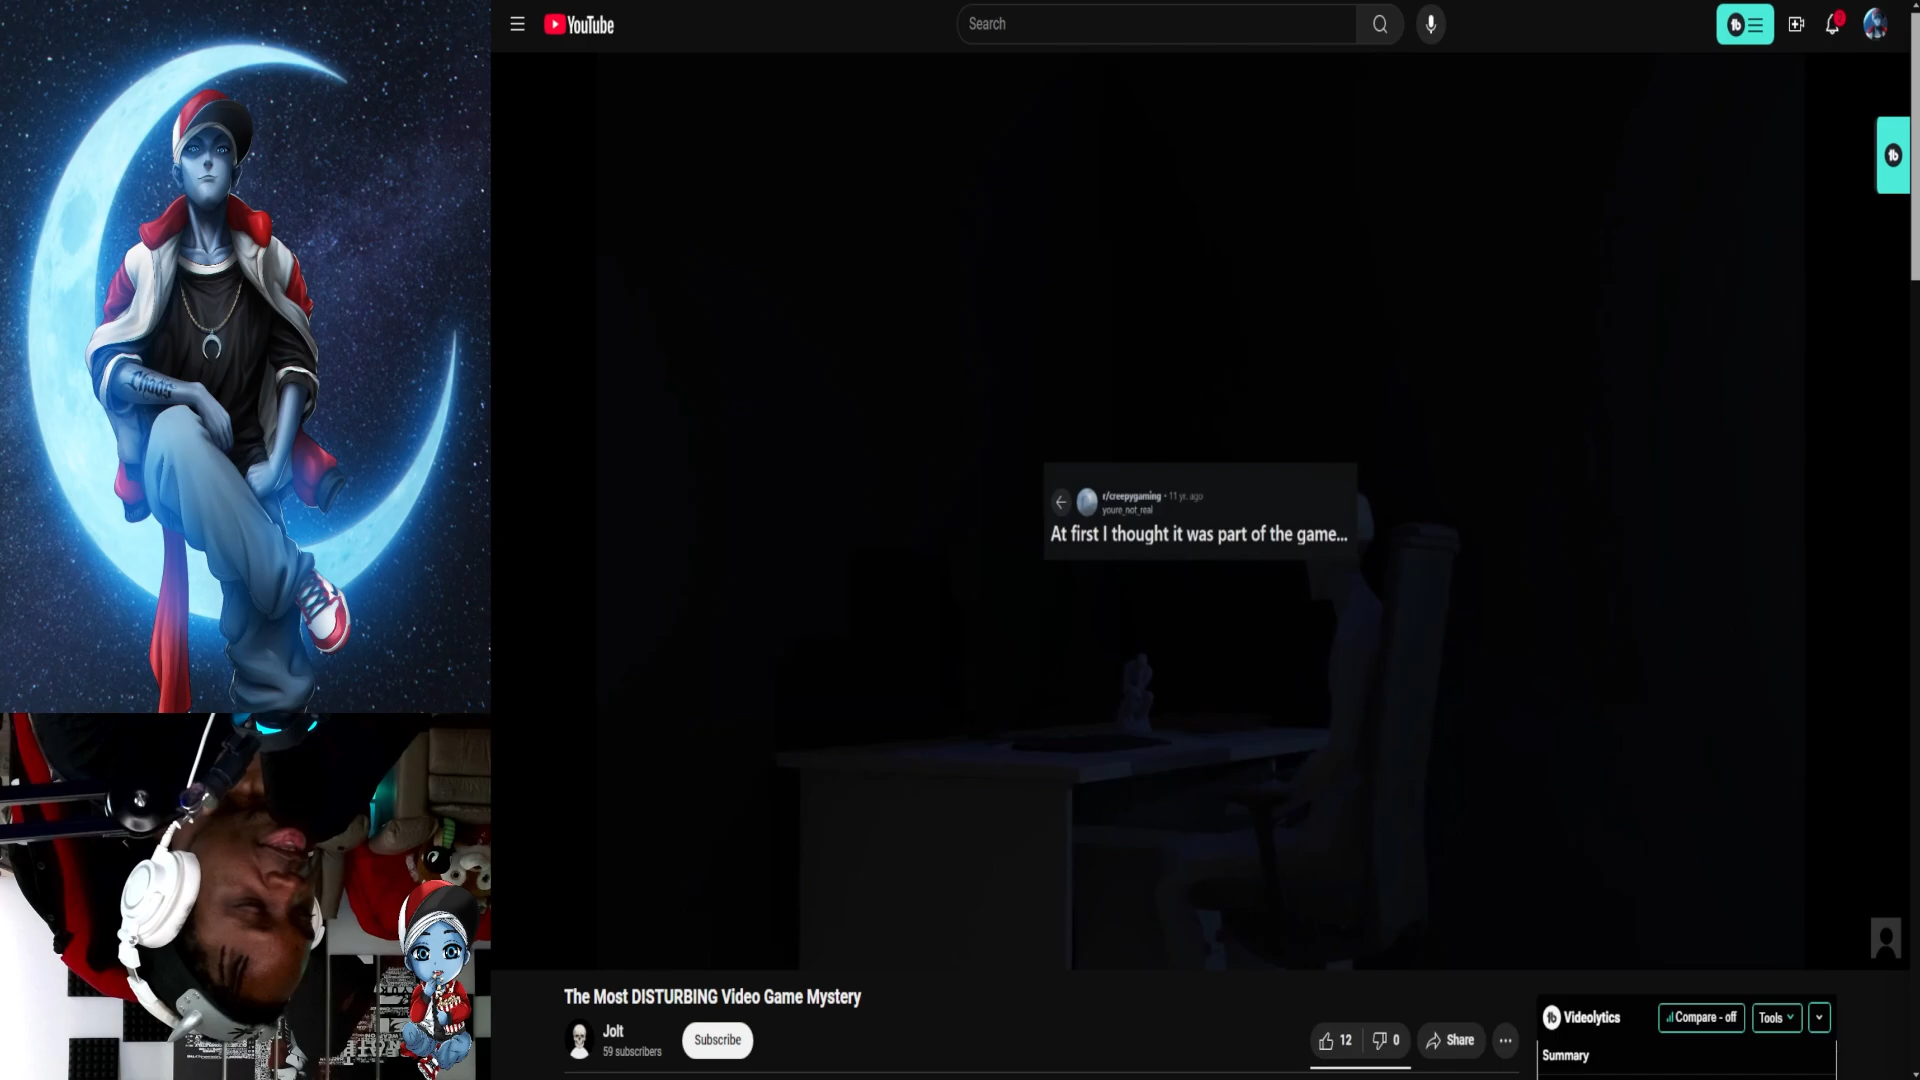 YouTube
Search
Chaos
r/creepygaming • 11 yr. ago
youre_not_real
At first I thought it was part of the game...
The Most DISTURBING Video Game Mystery
Jolt
59 subscribers
Subscribe
12
0
Share
Videolytics
Compare - off
Tools
Summary